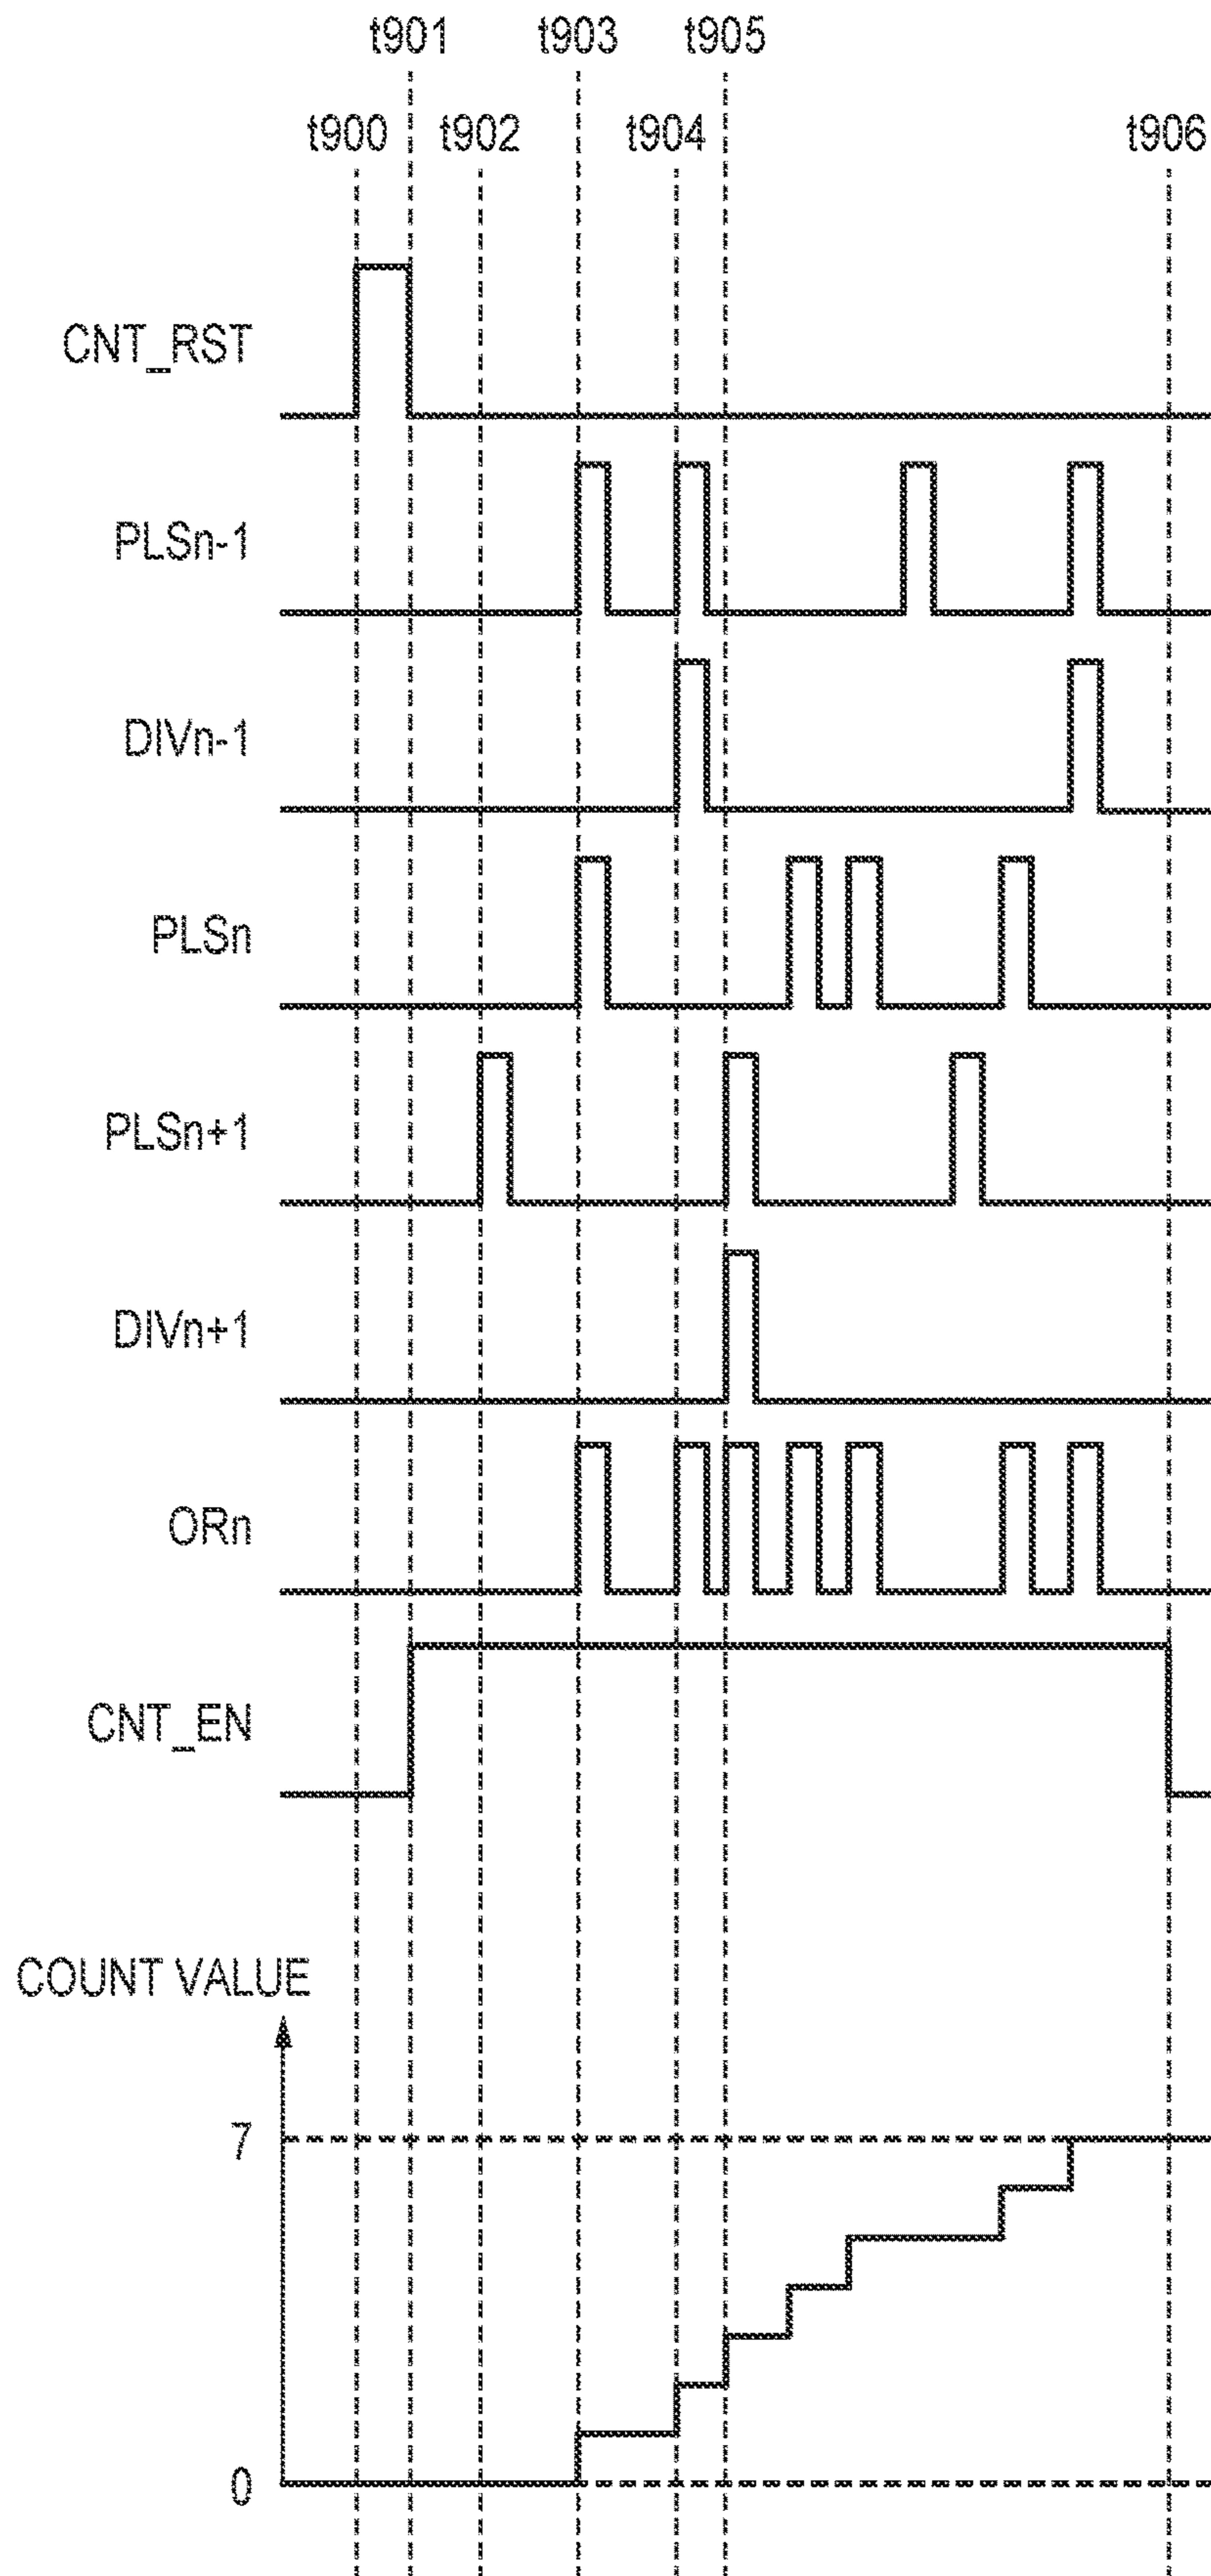 t901 t903 t905
t900 t902 t904 t906
CNT_RST
PLSn-1
DIVn-1
PLSn
PLSn+1
DIVn+1
ORn
CNT_EN
COUNT VALUE
7
0